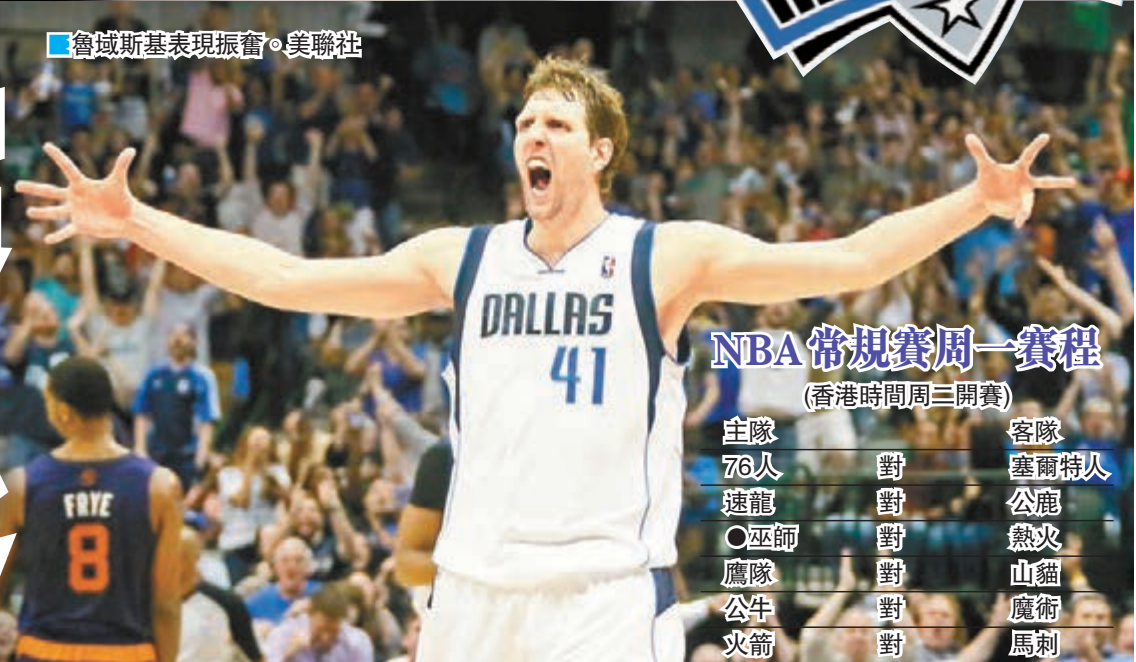 ■魯域斯基表現振奮。美聯社
DALLAS
41
FRYE
8
NBA常規賽周一賽程
(香港時間周二開賽)
主隊 客隊
76人 對 塞爾特人
速龍 對 公鹿
●巫師 對 熱火
鷹隊 對 山貓
公牛 對 魔術
火箭 對 馬刺